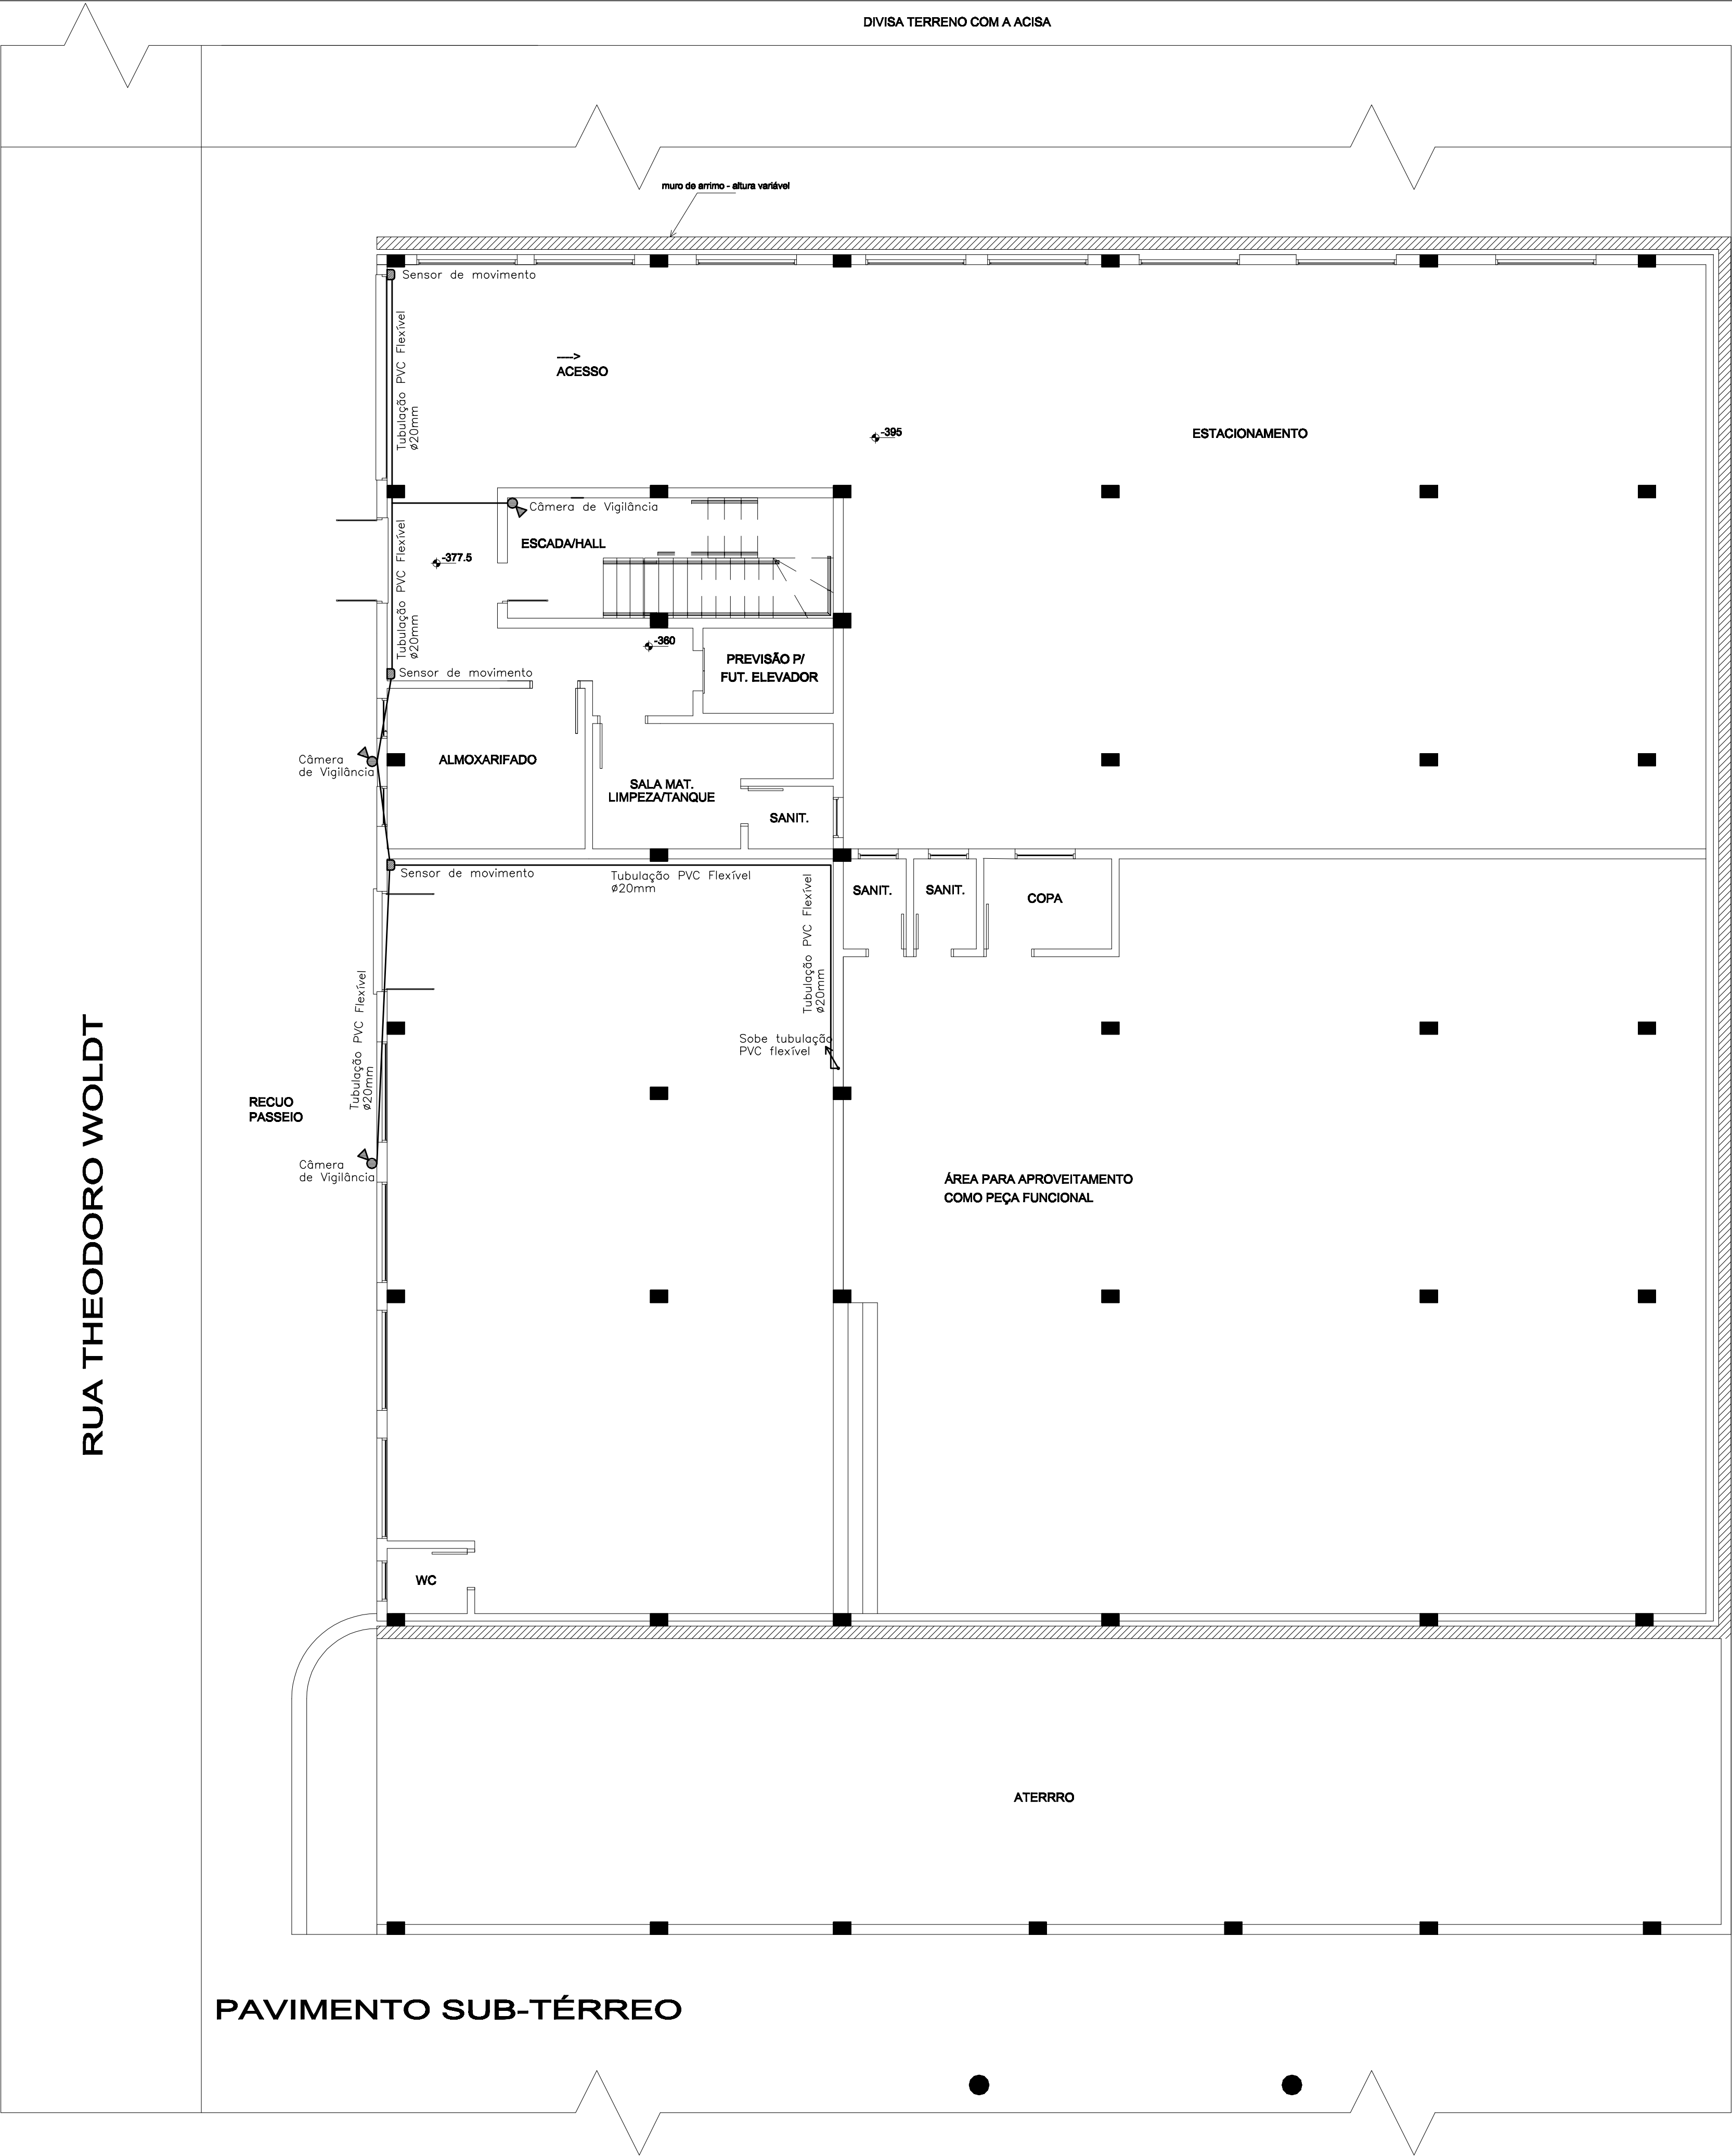 DIVISA TERRENO COM A ACISA
muro de arrimo - altura variável
Sensor de movimento
Tubulação PVC Flexível
ø20mm
---->
ACESSO
-395
ESTACIONAMENTO
Câmera de Vigilância
ESCADA/HALL
-377.5
Tubulação PVC Flexível
ø20mm
-360
PREVISÃO P/
FUT. ELEVADOR
Sensor de movimento
Câmera
de Vigilância
ALMOXARIFADO
SALA MAT.
LIMPEZA/TANQUE
SANIT.
Sensor de movimento
Tubulação PVC Flexível
ø20mm
Tubulação PVC Flexível
ø20mm
SANIT.
SANIT.
COPA
Tubulação PVC Flexível
ø20mm
Sobe tubulação
PVC flexível
RECUO
PASSEIO
Câmera
de Vigilância
ÁREA PARA APROVEITAMENTO
COMO PEÇA FUNCIONAL
RUA THEODORO WOLDT
WC
ATERRRO
PAVIMENTO SUB-TÉRREO